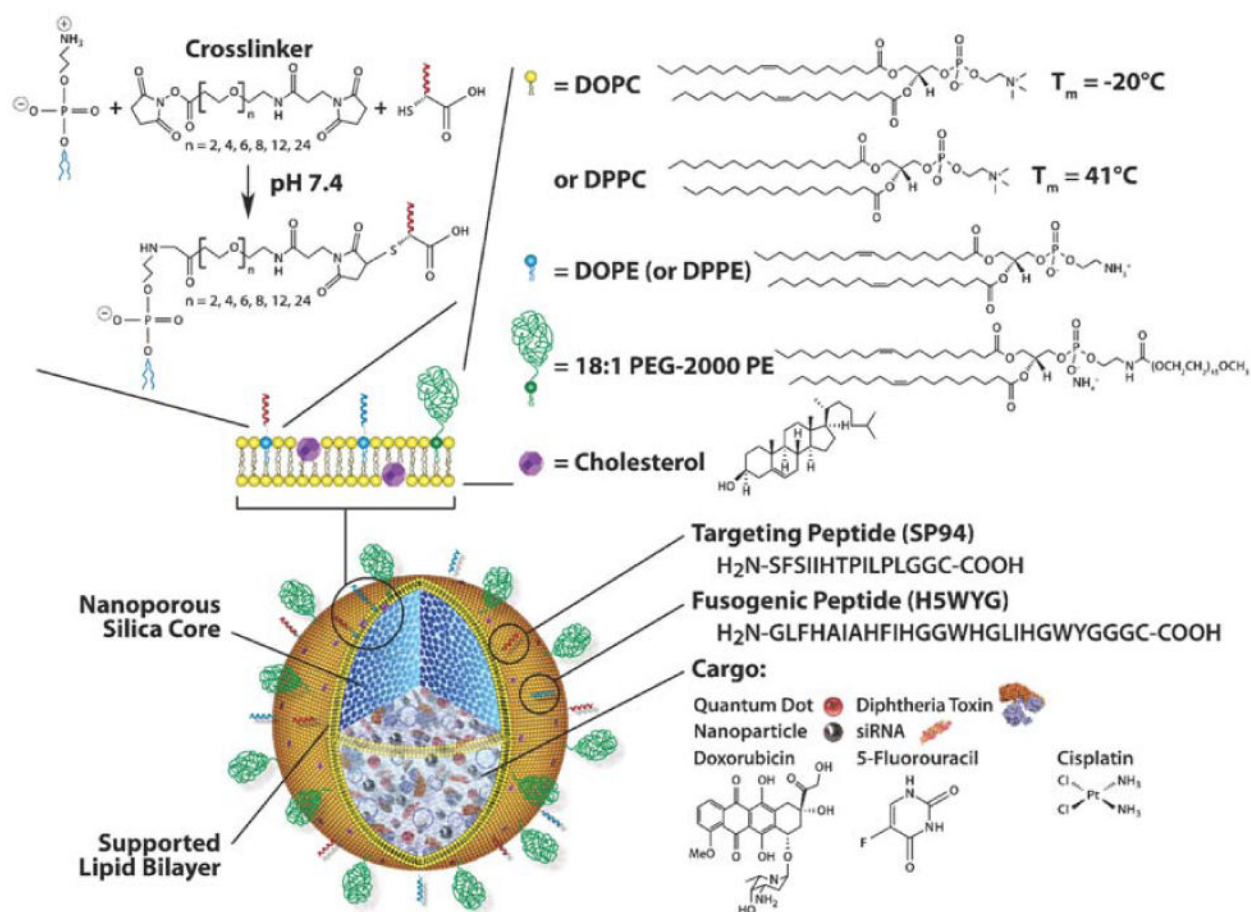 Crosslinker
n = 2, 4, 6, 8, 12, 24
pH 7.4
n = 2, 4, 6, 8, 12, 24
= DOPC
Tm = -20°C
or DPPC
Tm = 41°C
= DOPE (or DPPE)
= 18:1 PEG-2000 PE
= Cholesterol
Nanoporous
Silica Core
Supported
Lipid Bilayer
Targeting Peptide (SP94)
H2N-SFSIIHTPILPLGGC-COOH
Fusogenic Peptide (H5WYG)
H2N-GLFHAIAHFIHGGWHGLIHGWYGGGC-COOH
Cargo:
Quantum Dot
Diphtheria Toxin
Nanoparticle
siRNA
Doxorubicin
5-Fluorouracil
Cisplatin